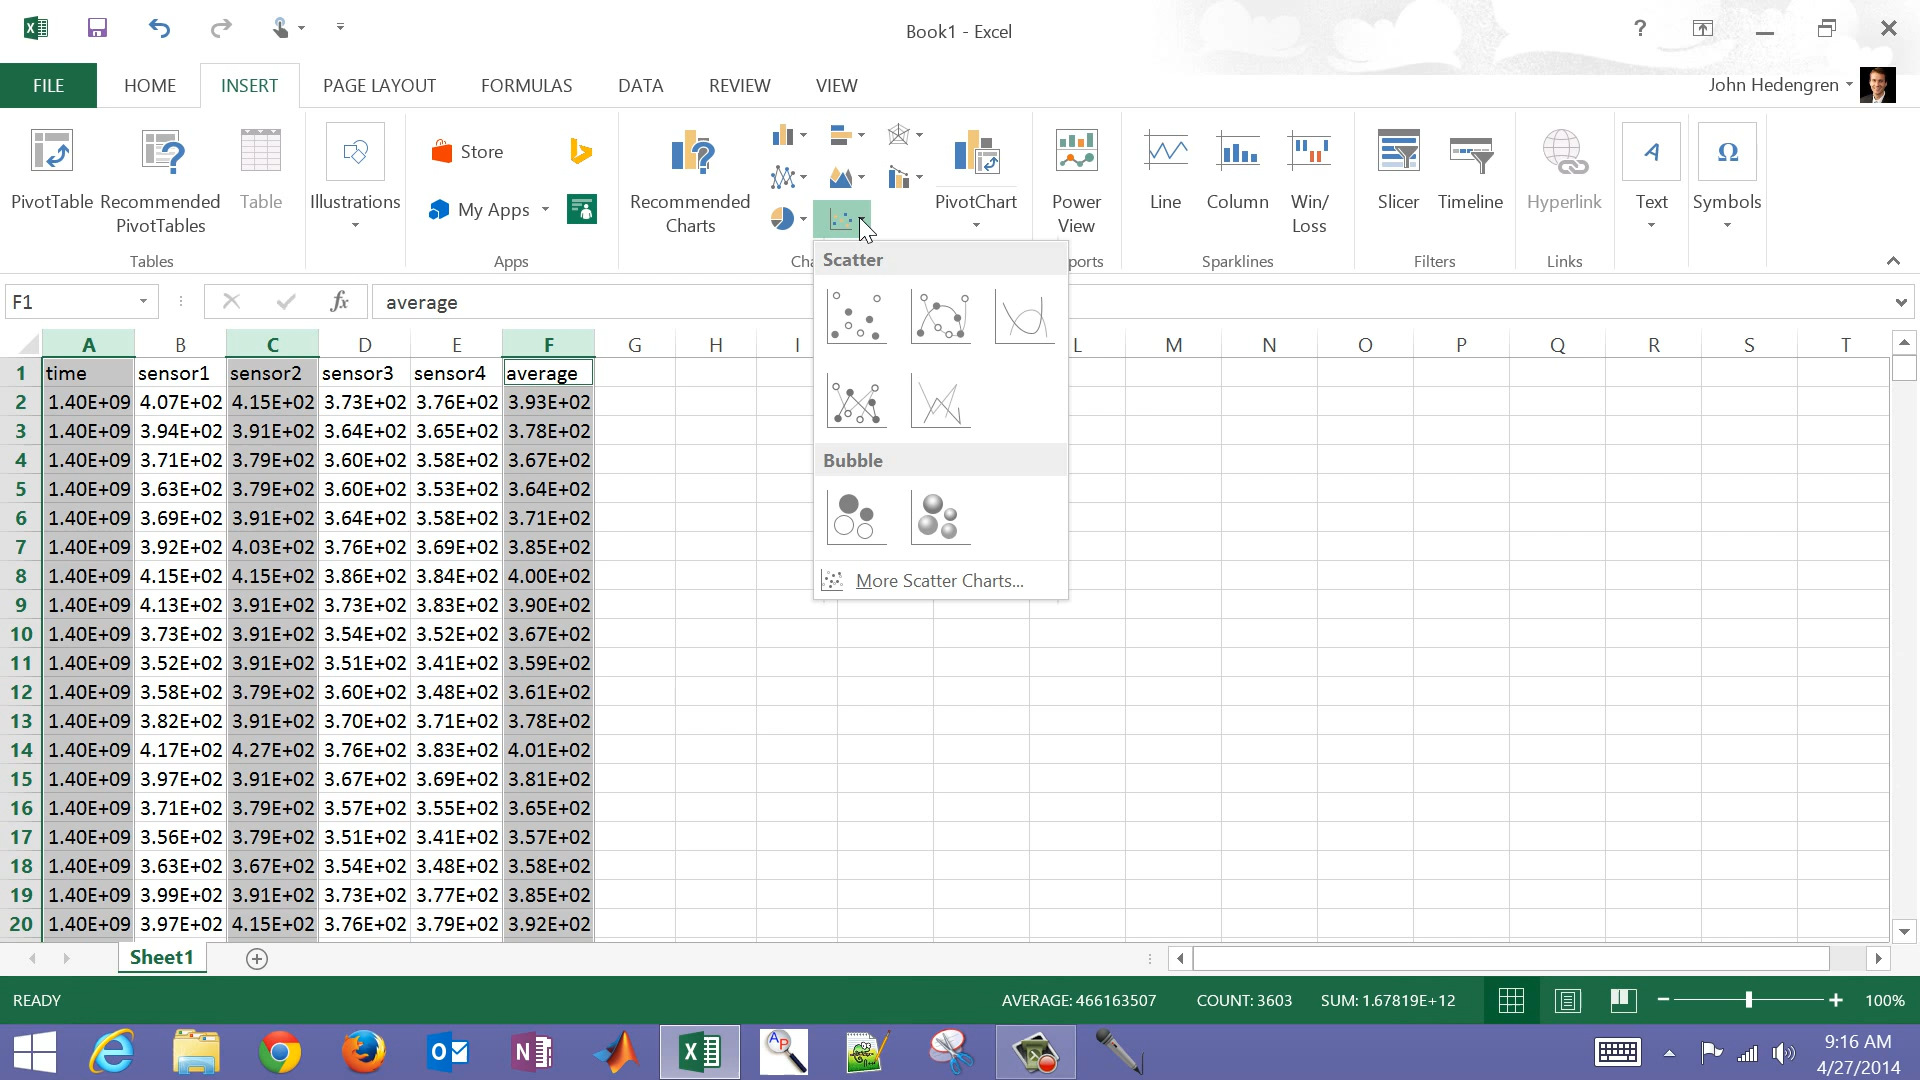 Book1 - Excel
FILE HOME INSERT PAGE LAYOUT FORMULAS DATA REVIEW VIEW John Hedengren
PivotTable Recommended PivotTables Table Illustrations Store My Apps Recommended Charts PivotChart Power View Line Column Win/ Loss Slicer Timeline Hyperlink Text Symbols
Tables Apps Cha ports Sparklines Filters Links
F1 fx average
Scatter
Bubble
More Scatter Charts...
A B C D E F G H I L M N O P Q R S T
1 time sensor1 sensor2 sensor3 sensor4 average
2 1.40E+09 4.07E+02 4.15E+02 3.73E+02 3.76E+02 3.93E+02
3 1.40E+09 3.94E+02 3.91E+02 3.64E+02 3.65E+02 3.78E+02
4 1.40E+09 3.71E+02 3.79E+02 3.60E+02 3.58E+02 3.67E+02
5 1.40E+09 3.63E+02 3.79E+02 3.60E+02 3.53E+02 3.64E+02
6 1.40E+09 3.69E+02 3.91E+02 3.64E+02 3.58E+02 3.71E+02
7 1.40E+09 3.92E+02 4.03E+02 3.76E+02 3.69E+02 3.85E+02
8 1.40E+09 4.15E+02 4.15E+02 3.86E+02 3.84E+02 4.00E+02
9 1.40E+09 4.13E+02 3.91E+02 3.73E+02 3.83E+02 3.90E+02
10 1.40E+09 3.73E+02 3.91E+02 3.54E+02 3.52E+02 3.67E+02
11 1.40E+09 3.52E+02 3.91E+02 3.51E+02 3.41E+02 3.59E+02
12 1.40E+09 3.58E+02 3.79E+02 3.60E+02 3.48E+02 3.61E+02
13 1.40E+09 3.82E+02 3.91E+02 3.70E+02 3.71E+02 3.78E+02
14 1.40E+09 4.17E+02 4.27E+02 3.76E+02 3.83E+02 4.01E+02
15 1.40E+09 3.97E+02 3.91E+02 3.67E+02 3.69E+02 3.81E+02
16 1.40E+09 3.71E+02 3.79E+02 3.57E+02 3.55E+02 3.65E+02
17 1.40E+09 3.56E+02 3.79E+02 3.51E+02 3.41E+02 3.57E+02
18 1.40E+09 3.63E+02 3.67E+02 3.54E+02 3.48E+02 3.58E+02
19 1.40E+09 3.99E+02 3.91E+02 3.73E+02 3.77E+02 3.85E+02
20 1.40E+09 3.97E+02 4.15E+02 3.76E+02 3.79E+02 3.92E+02
Sheet1
READY AVERAGE: 466163507 COUNT: 3603 SUM: 1.67819E+12 100%
9:16 AM
4/27/2014